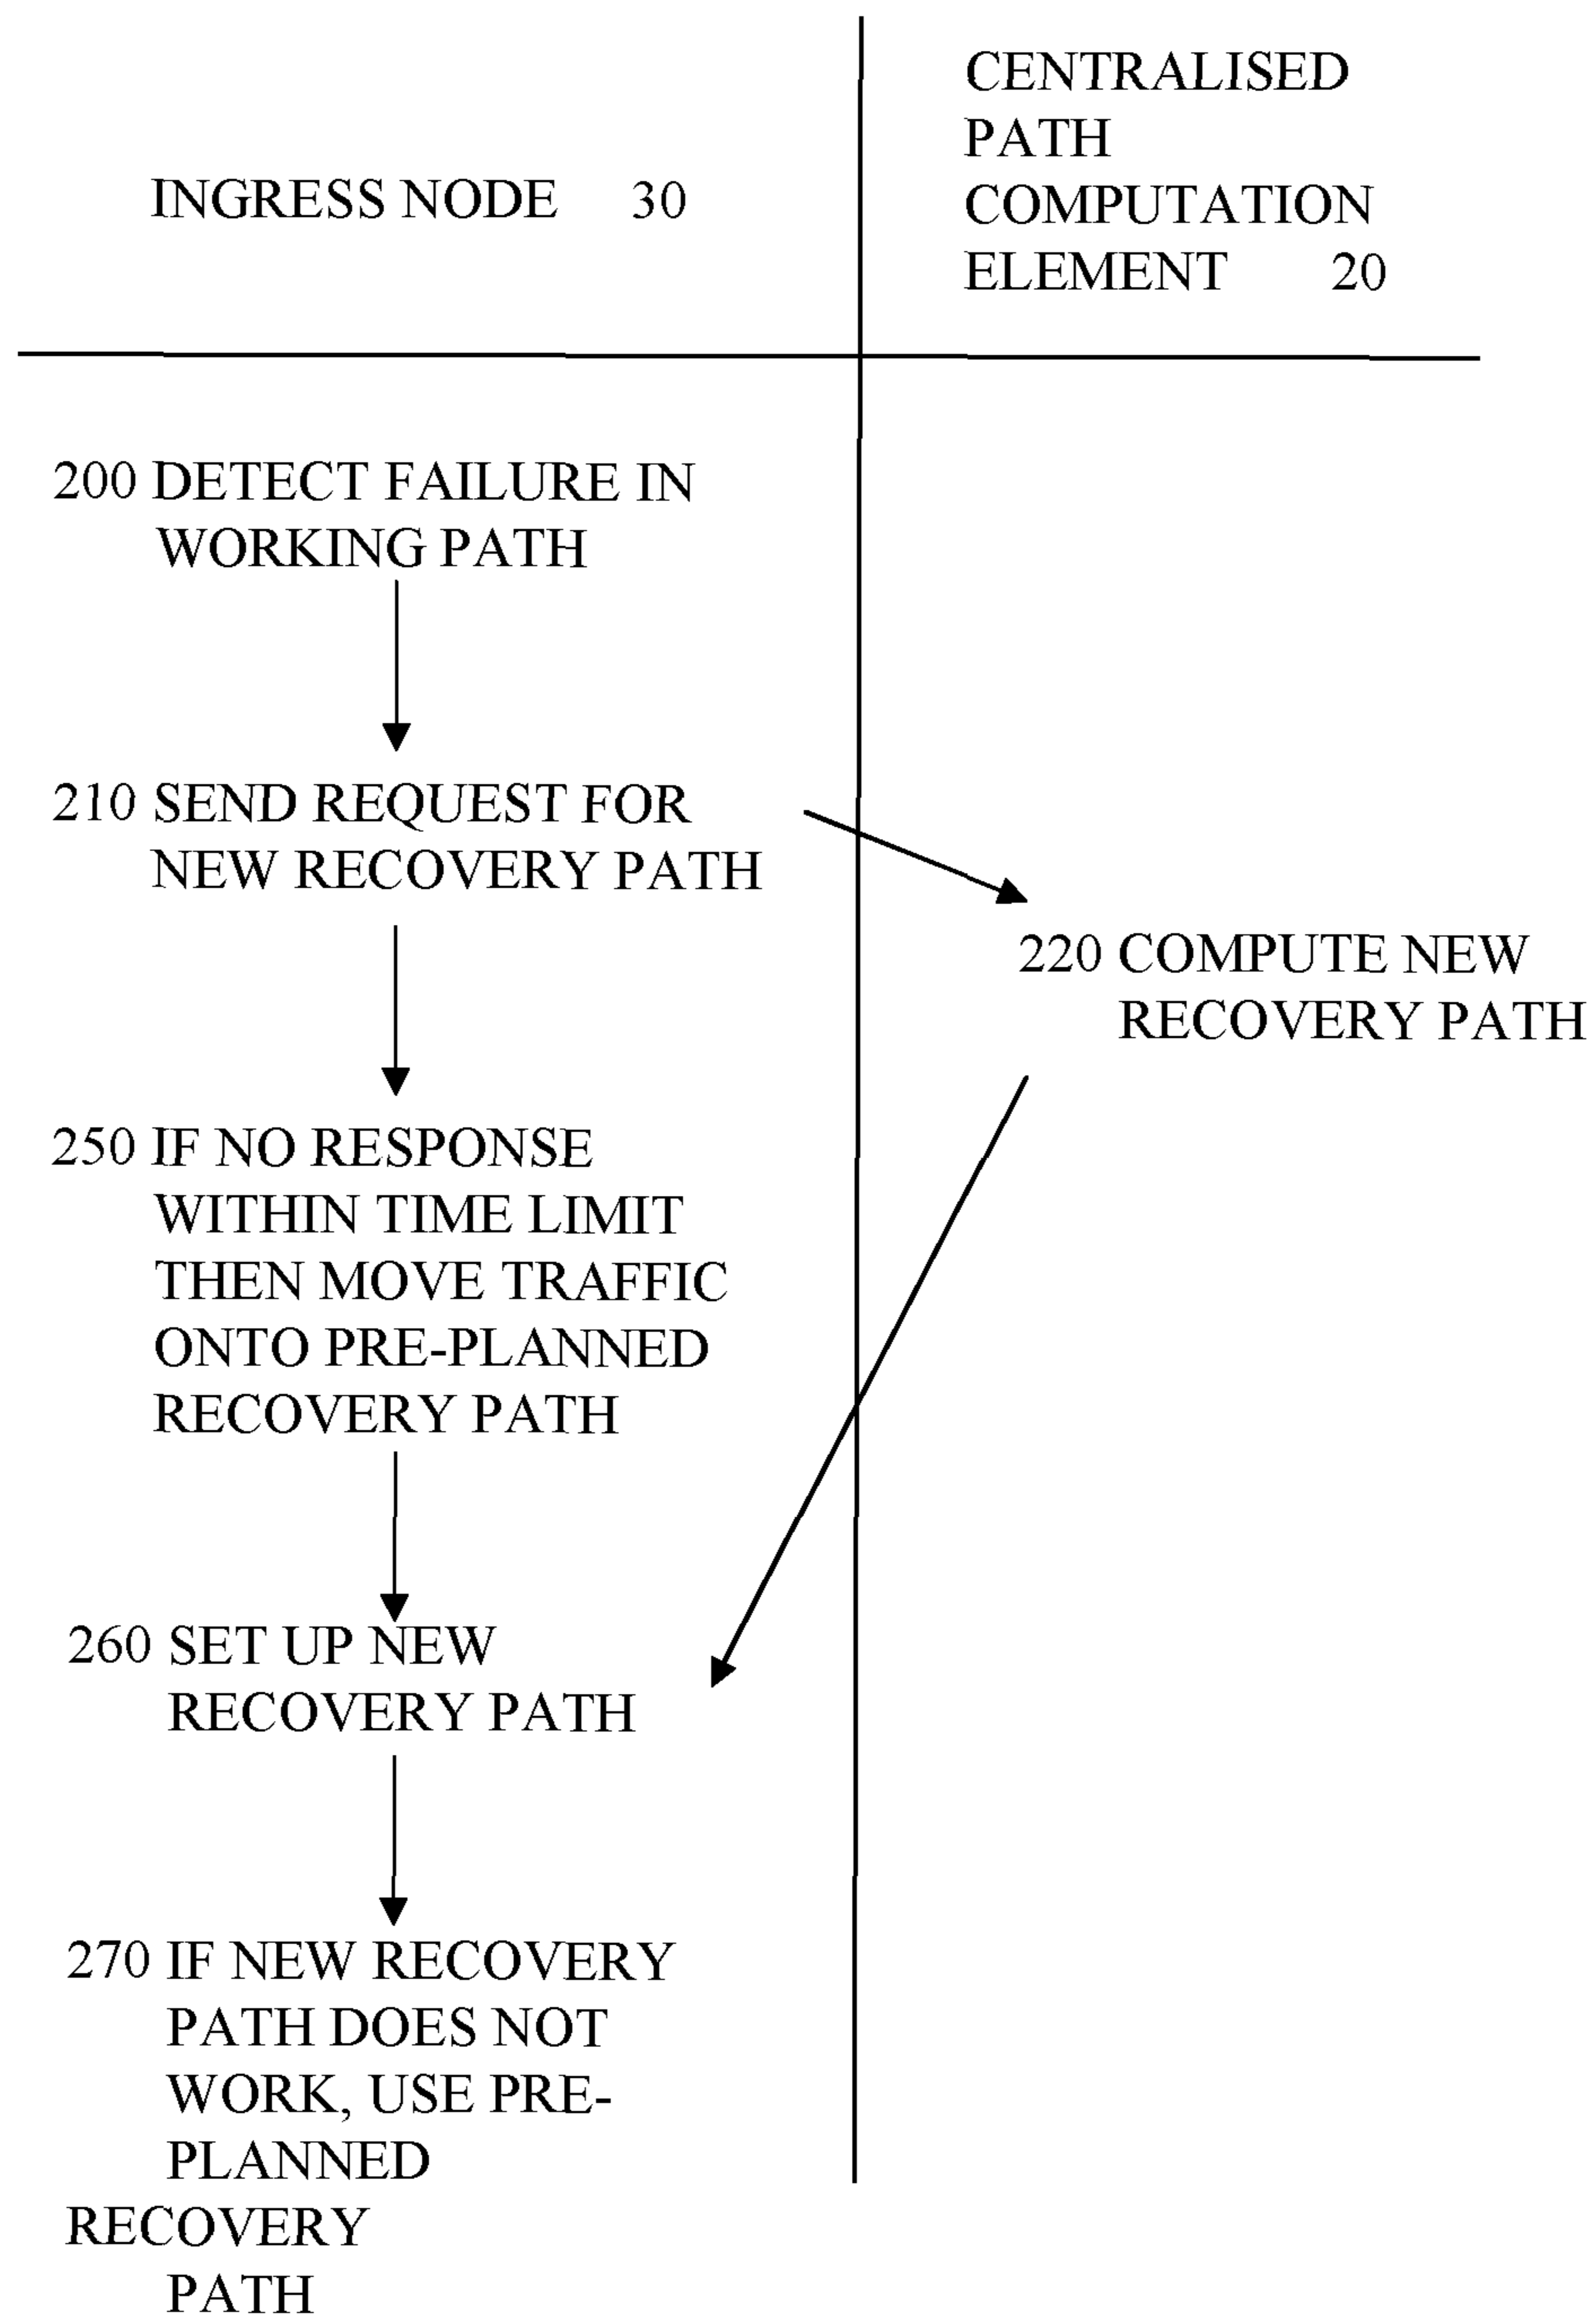 INGRESS NODE 30
CENTRALISED
PATH
COMPUTATION
ELEMENT 20
200 DETECT FAILURE IN
WORKING PATH
210 SEND REQUEST FOR
NEW RECOVERY PATH
220 COMPUTE NEW
RECOVERY PATH
250 IF NO RESPONSE
WITHIN TIME LIMIT
THEN MOVE TRAFFIC
ONTO PRE-PLANNED
RECOVERY PATH
260 SET UP NEW
RECOVERY PATH
270 IF NEW RECOVERY
PATH DOES NOT
WORK, USE PRE-
PLANNED
RECOVERY
PATH